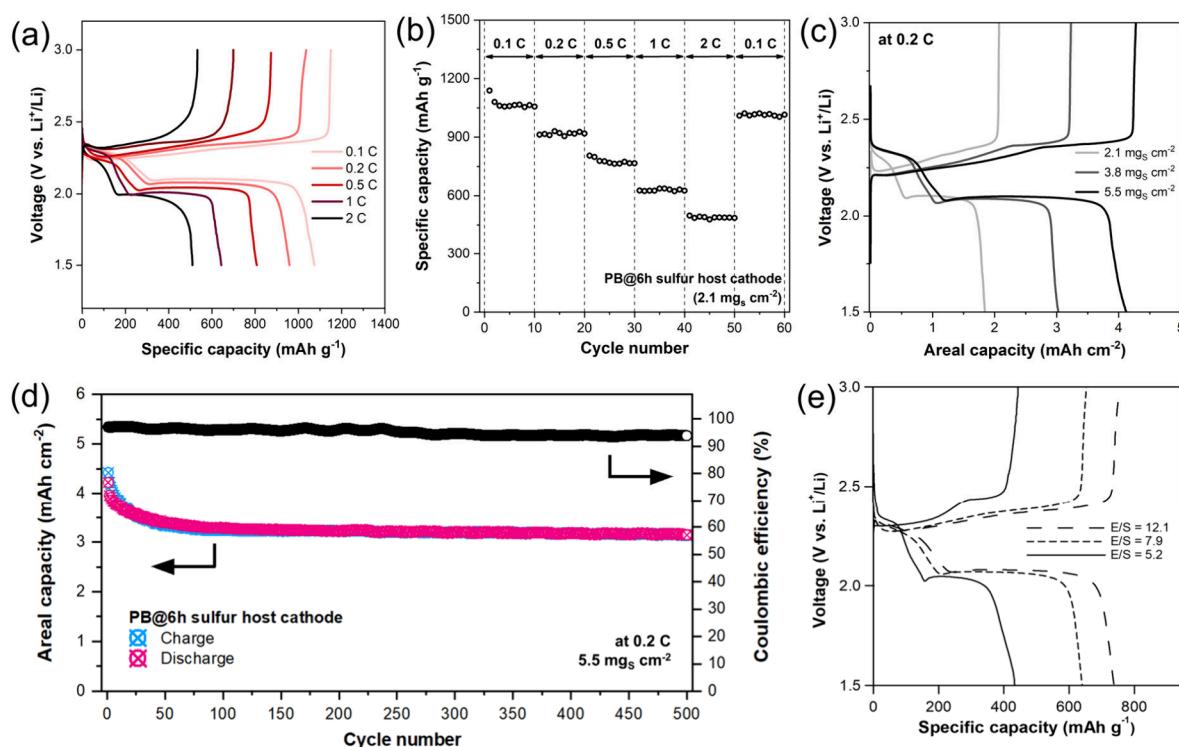 (a)
3.0
2.5
2.0
1.5
Voltage (V vs. Li⁺/Li)
0.1 C
0.2 C
0.5 C
1 C
2 C
0 200 400 600 800 1000 1200 1400
Specific capacity (mAh g⁻¹)
(b)
1500
1200
900
600
300
0
Specific capacity (mAh g⁻¹)
0.1 C 0.2 C 0.5 C 1 C 2 C 0.1 C
PB@6h sulfur host cathode
(2.1 mgₛ cm⁻²)
0 10 20 30 40 50 60
Cycle number
(c)
at 0.2 C
3.0
2.5
2.0
1.5
Voltage (V vs. Li⁺/Li)
2.1 mgₛ cm⁻²
3.8 mgₛ cm⁻²
5.5 mgₛ cm⁻²
0 1 2 3 4 5
Areal capacity (mAh cm⁻²)
(d)
6
5
4
3
2
1
0
Areal capacity (mAh cm⁻²)
100
90
80
70
60
50
40
30
20
10
0
Coulombic efficiency (%)
PB@6h sulfur host cathode
Charge
Discharge
at 0.2 C
5.5 mgₛ cm⁻²
0 50 100 150 200 250 300 350 400 450 500
Cycle number
(e)
3.0
2.5
2.0
1.5
Voltage (V vs. Li⁺/Li)
E/S = 12.1
E/S = 7.9
E/S = 5.2
0 200 400 600 800
Specific capacity (mAh g⁻¹)